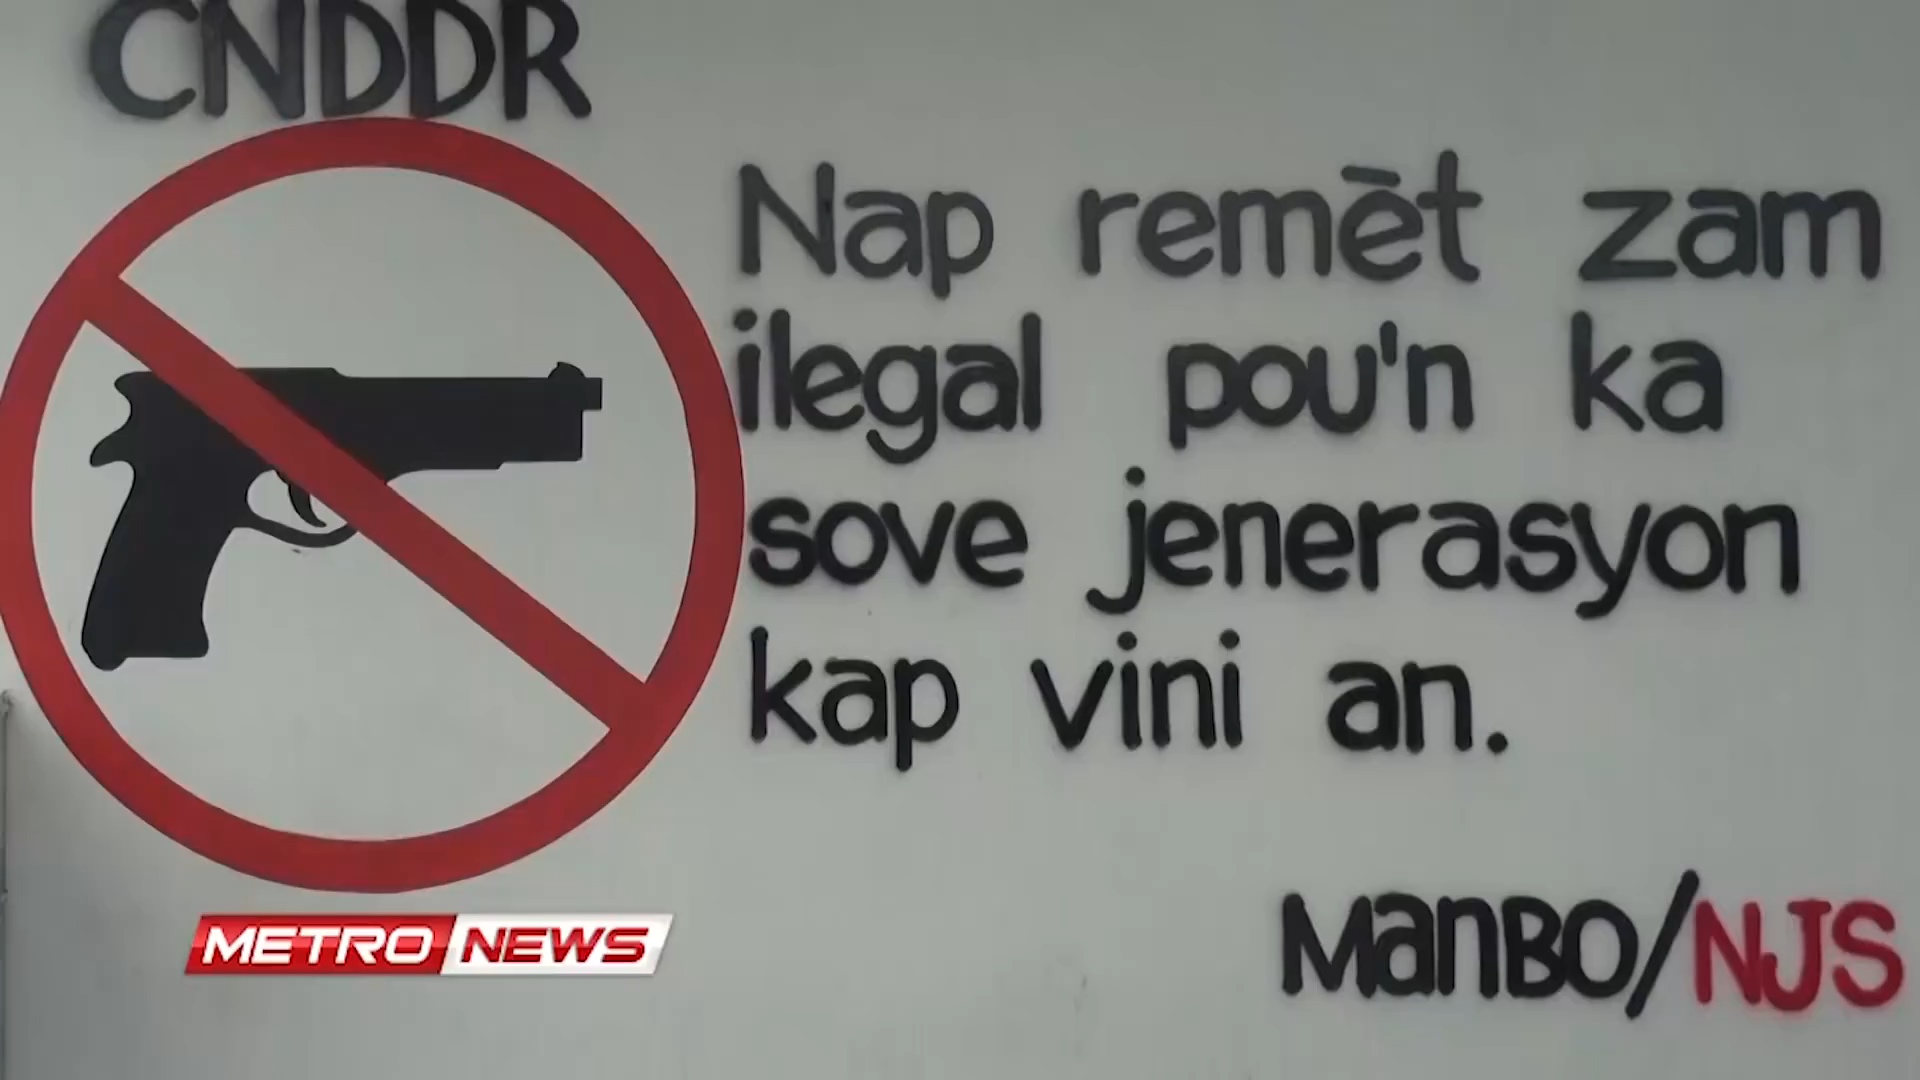 CNDDR
Nap remèt zam
ilegal pou'n ka
sove jenerasyon
kap vini an.
METRO NEWS
ManBO/NJS